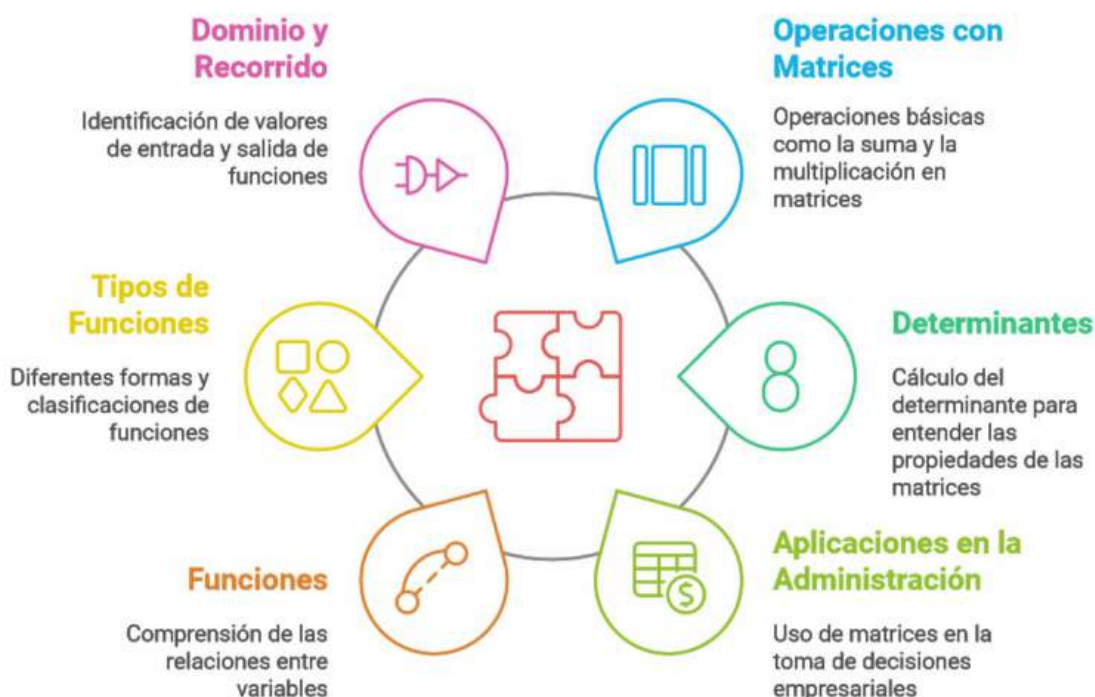 Dominio y
Recorrido
Identificación de valores
de entrada y salida de
funciones
Operaciones con
Matrices
Operaciones básicas
como la suma y la
multiplicación en
matrices
Tipos de
Funciones
Diferentes formas y
clasificaciones de
funciones
Determinantes
Cálculo del
determinante para
entender las
propiedades de las
matrices
Funciones
Comprensión de las
relaciones entre
variables
Aplicaciones en la
Administración
Uso de matrices en la
toma de decisiones
empresariales